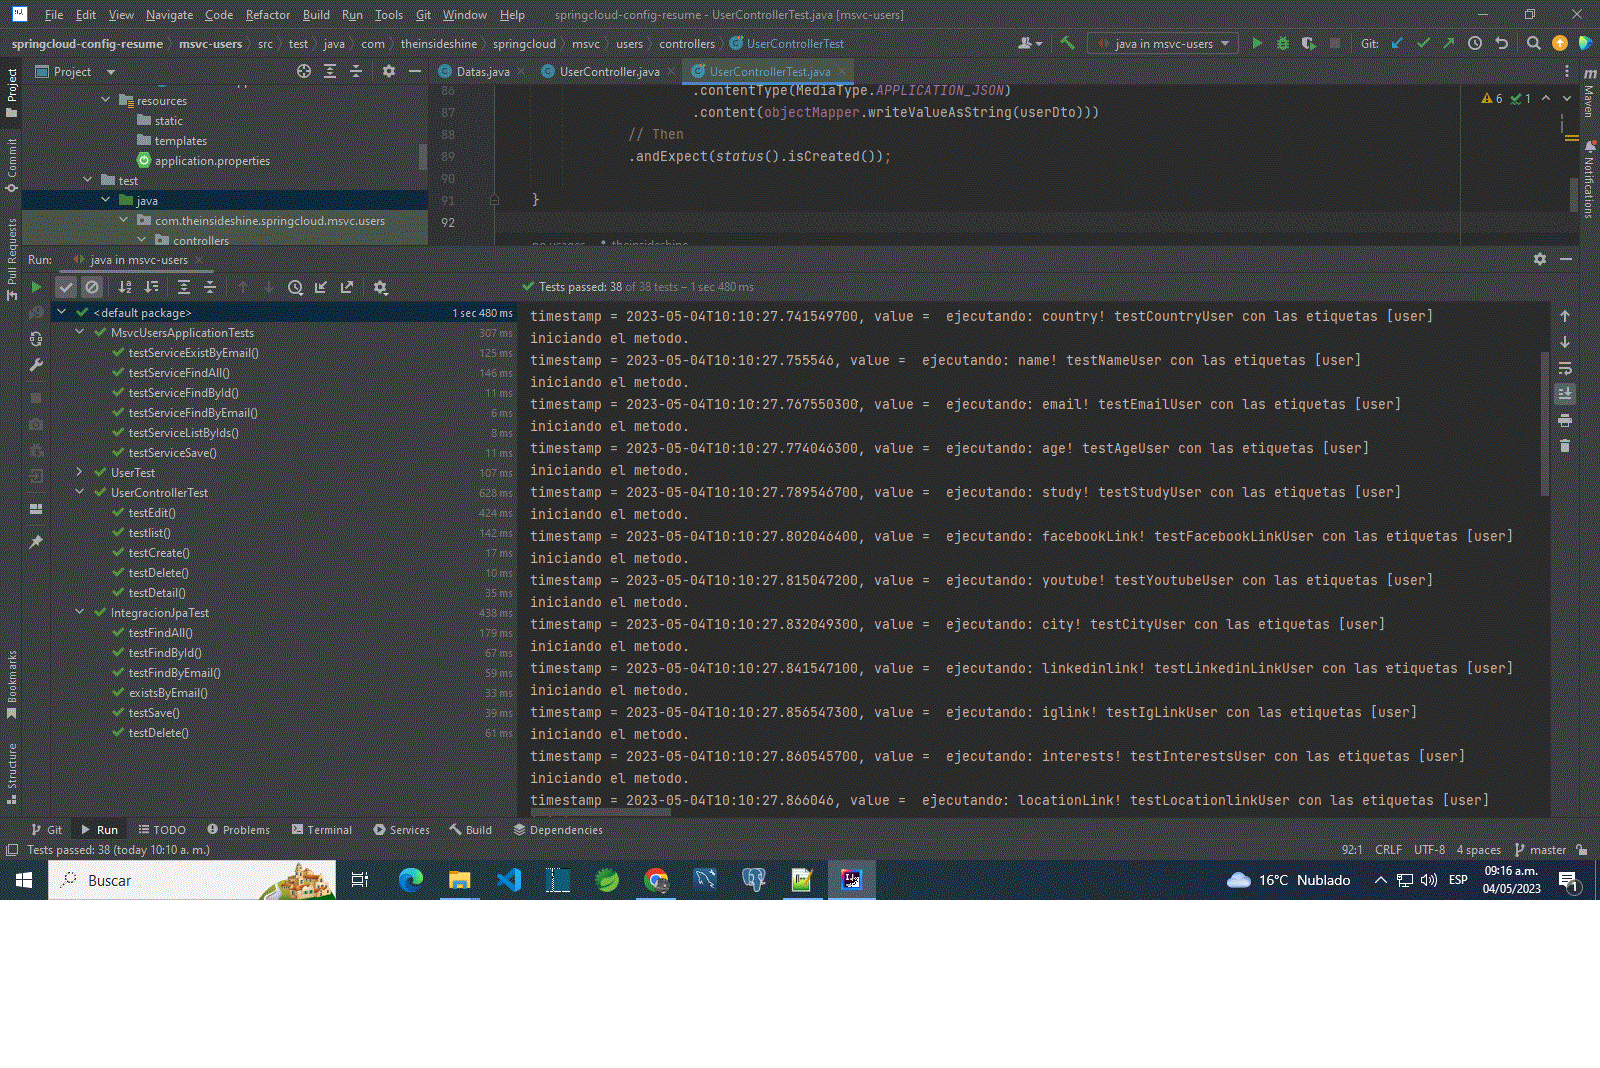 File Edit View Navigate Code Refactor Build Run Tools Git Window Help springcloud-config-resume - UserControllerTest.java [msvc-users]
springcloud-config-resume msvc-users src test java com theinsideshine springcloud msvc users controllers UserControllerTest java in msvc-users Git:
Project Datas.java UserController.java UserControllerTest.java
resources
static
templates
application.properties
test
java
com.theinsideshine.springcloud.msvc.users
controllers
86 .contentType(MediaType.APPLICATION_JSON)
87 .content(objectMapper.writeValueAsString(userDto)))
88 // Then
89 .andExpect(status().isCreated());
90
91 }
92
no usages theinsideshine
6 1
Project
Commit
Pull Requests
Bookmarks
Structure
Maven
Notifications
Run: java in msvc-users
Tests passed: 38 of 38 tests – 1 sec 480 ms
<default package> 1 sec 480 ms
MsvcUsersApplicationTests 307 ms
testServiceExistByEmail() 125 ms
testServiceFindAll() 146 ms
testServiceFindById() 11 ms
testServiceFindByEmail() 6 ms
testServiceListByIds() 8 ms
testServiceSave() 11 ms
UserTest 107 ms
UserControllerTest 628 ms
testEdit() 424 ms
testlist() 142 ms
testCreate() 17 ms
testDelete() 10 ms
testDetail() 35 ms
IntegracionJpaTest 438 ms
testFindAll() 179 ms
testFindById() 67 ms
testFindByEmail() 59 ms
existsByEmail() 33 ms
testSave() 39 ms
testDelete() 61 ms
timestamp = 2023-05-04T10:10:27.741549700, value =  ejecutando: country! testCountryUser con las etiquetas [user]
iniciando el metodo.
timestamp = 2023-05-04T10:10:27.755546, value =  ejecutando: name! testNameUser con las etiquetas [user]
iniciando el metodo.
timestamp = 2023-05-04T10:10:27.767550300, value =  ejecutando: email! testEmailUser con las etiquetas [user]
iniciando el metodo.
timestamp = 2023-05-04T10:10:27.774046300, value =  ejecutando: age! testAgeUser con las etiquetas [user]
iniciando el metodo.
timestamp = 2023-05-04T10:10:27.789546700, value =  ejecutando: study! testStudyUser con las etiquetas [user]
iniciando el metodo.
timestamp = 2023-05-04T10:10:27.802046400, value =  ejecutando: facebookLink! testFacebookLinkUser con las etiquetas [user]
iniciando el metodo.
timestamp = 2023-05-04T10:10:27.815047200, value =  ejecutando: youtube! testYoutubeUser con las etiquetas [user]
iniciando el metodo.
timestamp = 2023-05-04T10:10:27.832049300, value =  ejecutando: city! testCityUser con las etiquetas [user]
iniciando el metodo.
timestamp = 2023-05-04T10:10:27.841547100, value =  ejecutando: linkedinlink! testLinkedinLinkUser con las etiquetas [user]
iniciando el metodo.
timestamp = 2023-05-04T10:10:27.856547300, value =  ejecutando: iglink! testIgLinkUser con las etiquetas [user]
iniciando el metodo.
timestamp = 2023-05-04T10:10:27.860545700, value =  ejecutando: interests! testInterestsUser con las etiquetas [user]
iniciando el metodo.
timestamp = 2023-05-04T10:10:27.866046, value =  ejecutando: locationLink! testLocationlinkUser con las etiquetas [user]
Git Run TODO Problems Terminal Services Build Dependencies
Tests passed: 38 (today 10:10 a. m.) 92:1 CRLF UTF-8 4 spaces master
Buscar 16°C Nublado ESP 09:16 a.m.
04/05/2023 1